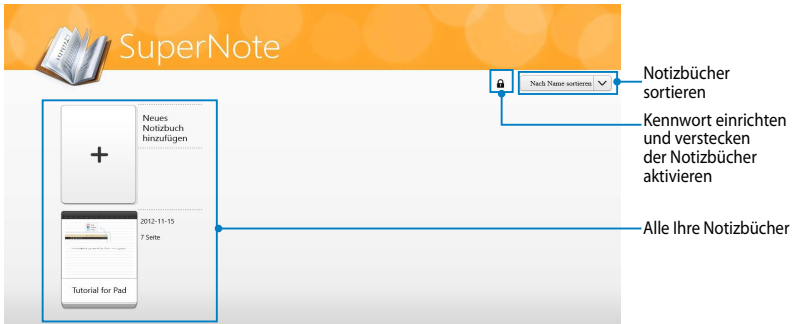 SuperNote
Nach Name sortieren
Notizbücher
sortieren
Kennwort einrichten
und verstecken
der Notizbücher
aktivieren
Neues
Notizbuch
hinzufügen
2012-11-15
7 Seite
Tutorial for Pad
Alle Ihre Notizbücher